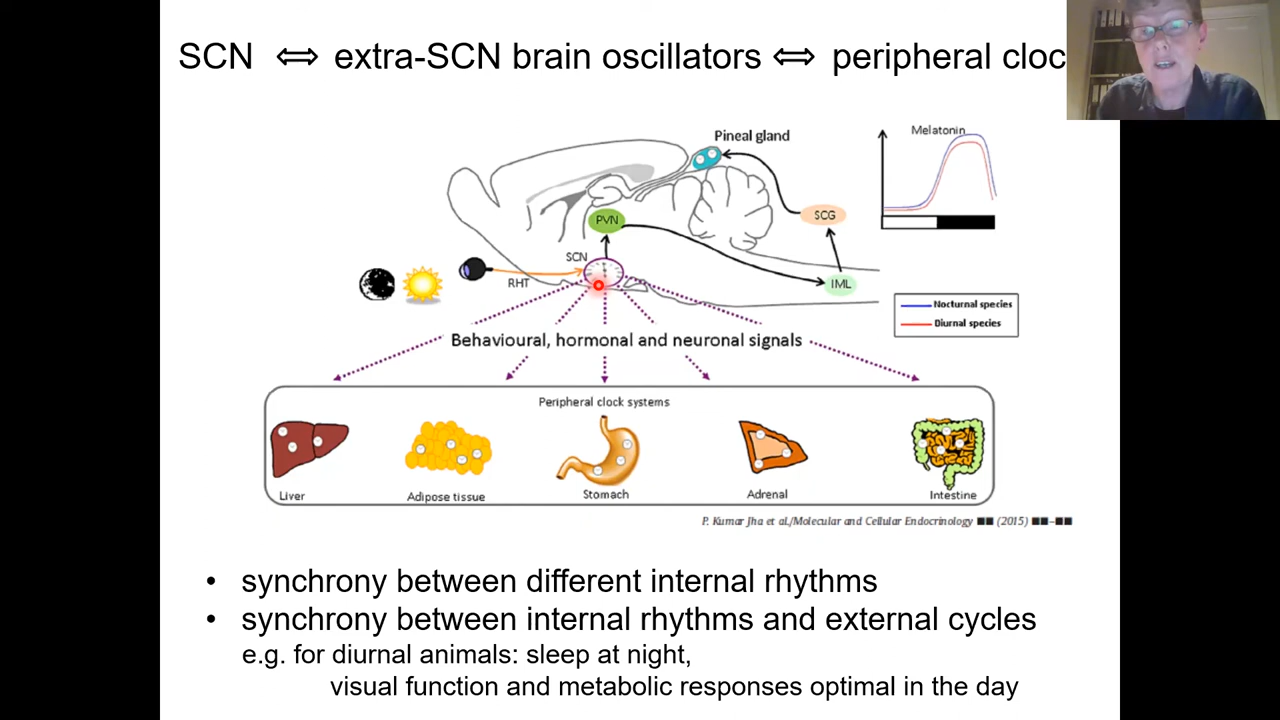 SCN ⇔ extra-SCN brain oscillators ⇔ peripheral cloc
Pineal gland
Melatonin
PVN
SCG
SCN
RHT
IML
Nocturnal species
Diurnal species
Behavioural, hormonal and neuronal signals
Peripheral clock systems
Liver
Adipose tissue
Stomach
Adrenal
Intestine
P. Kumar Jha et al./Molecular and Cellular Endocrinology ■■ (2015) ■■–■■
• synchrony between different internal rhythms
• synchrony between internal rhythms and external cycles
e.g. for diurnal animals: sleep at night,
visual function and metabolic responses optimal in the day